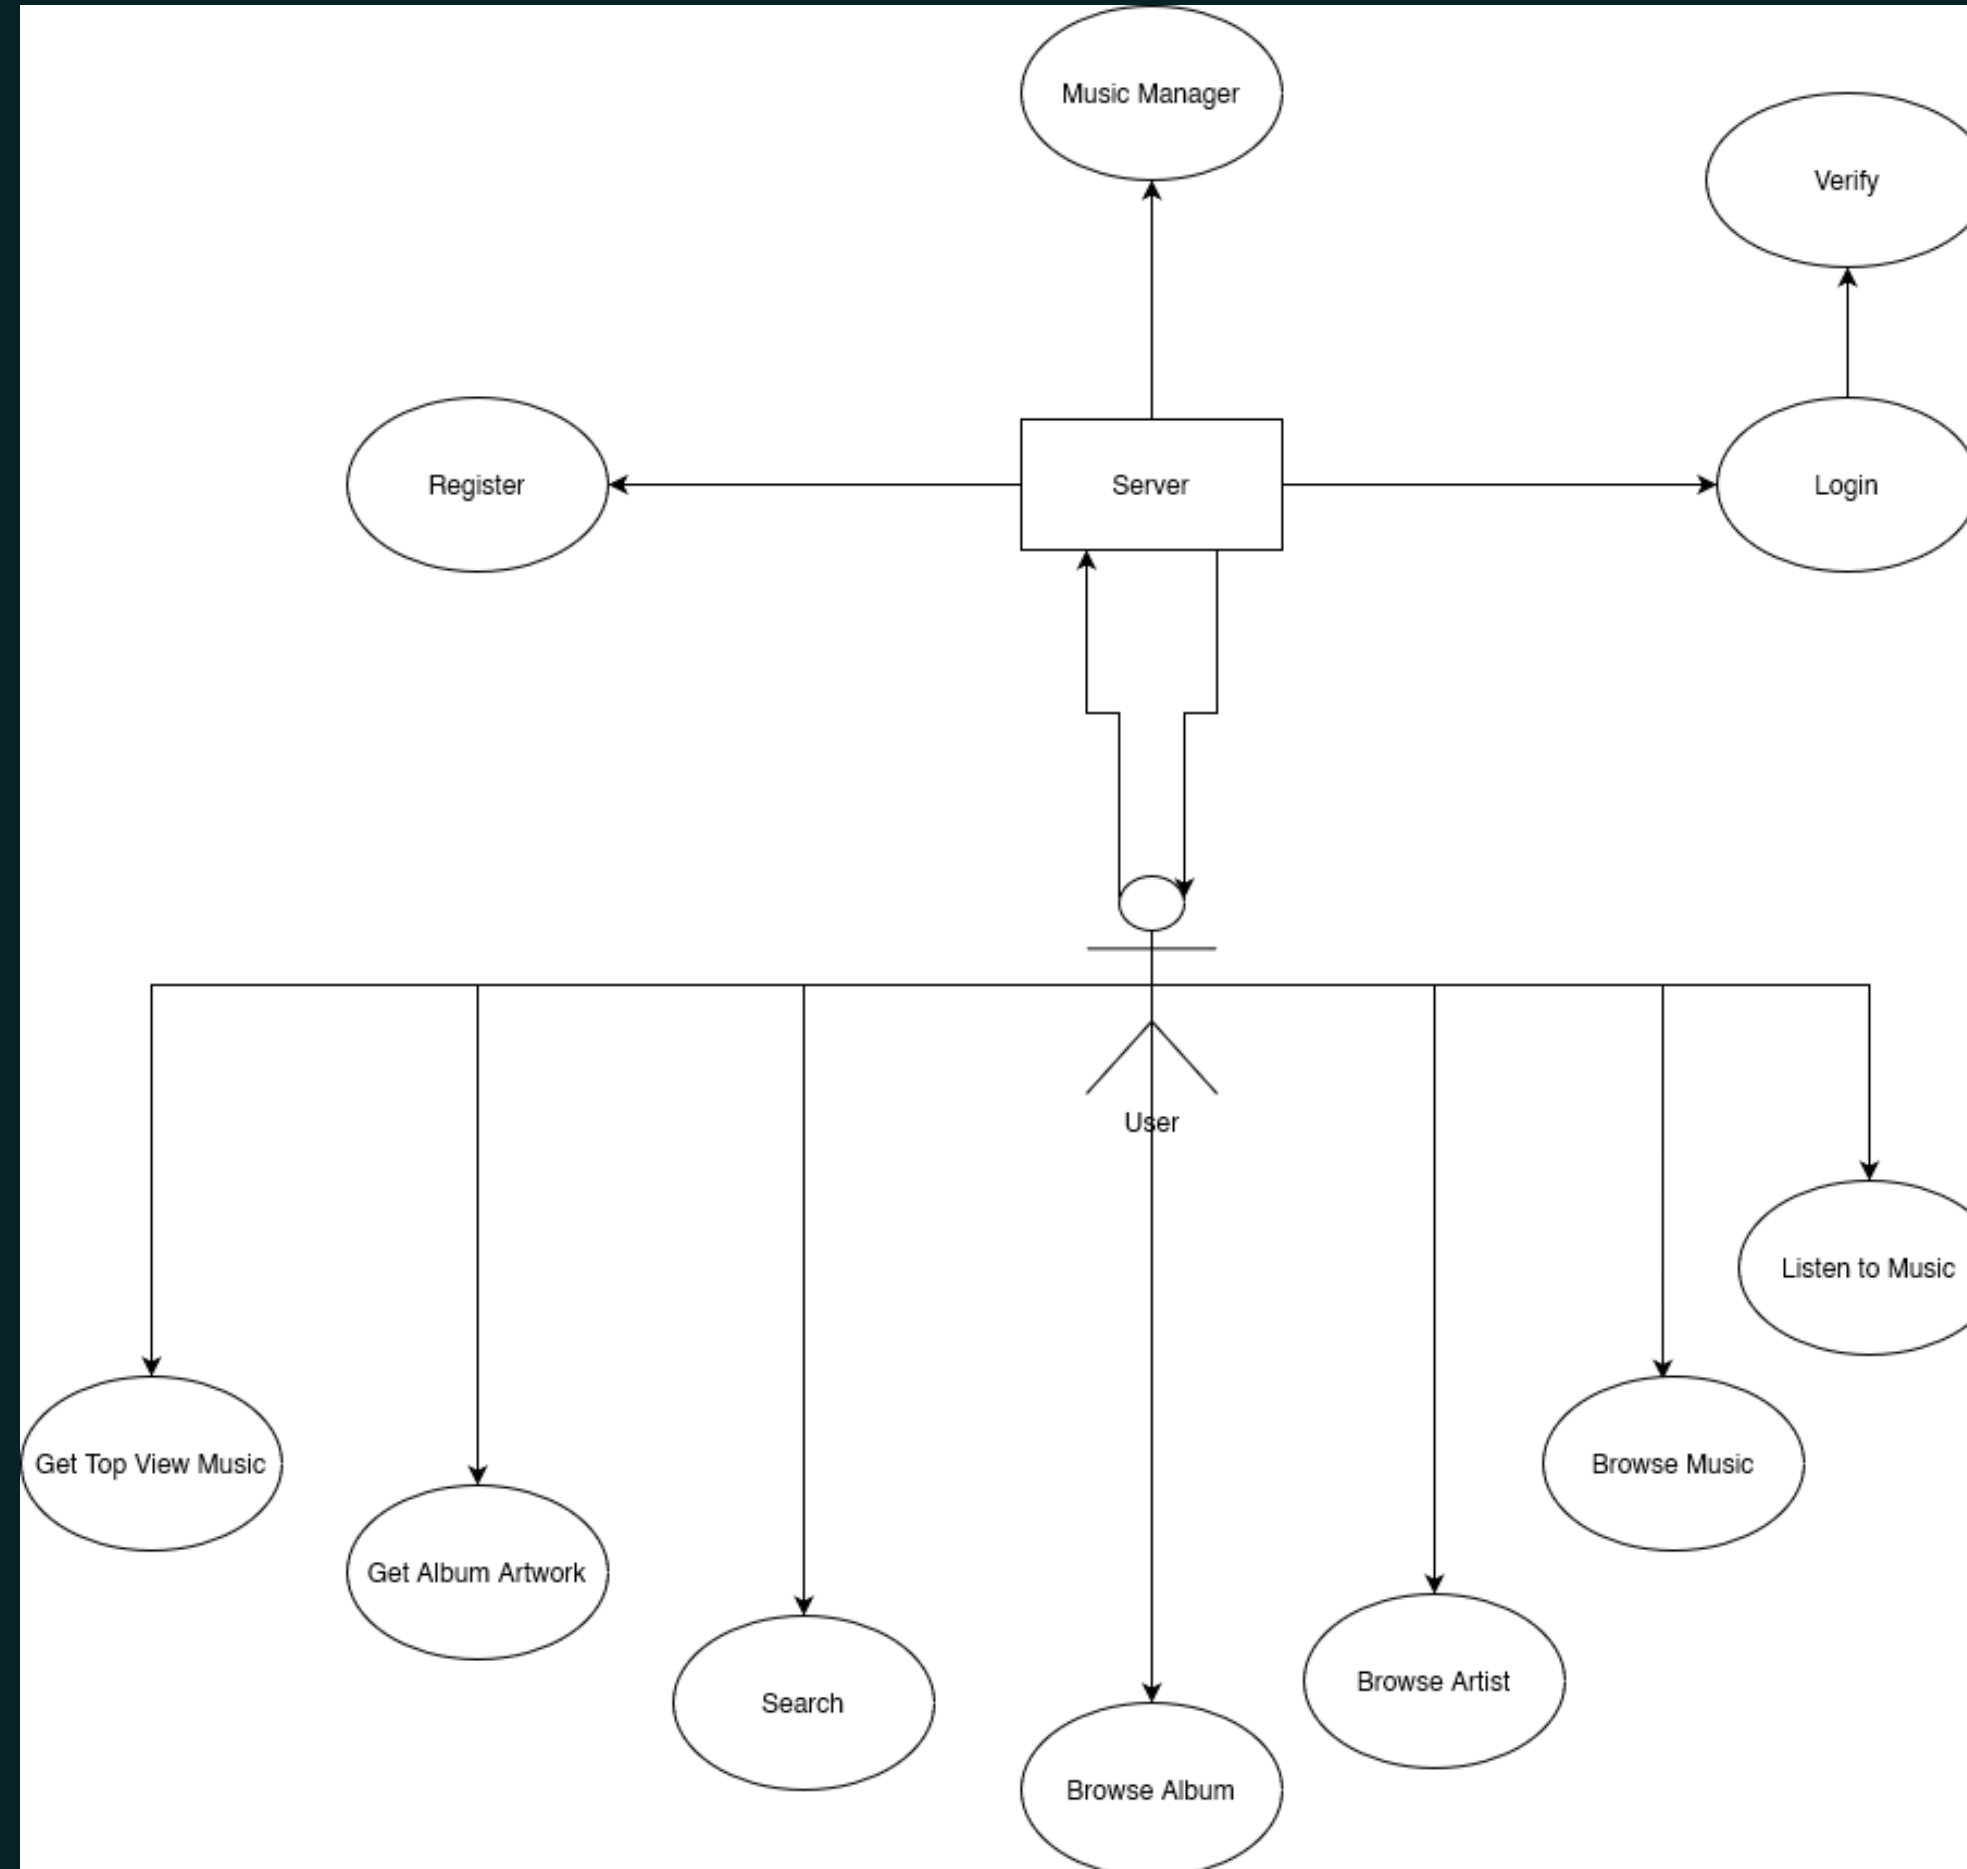 Music Manager
Verify
Register
Server
Login
User
Listen to Music
Get Top View Music
Browse Music
Get Album Artwork
Browse Artist
Search
Browse Album